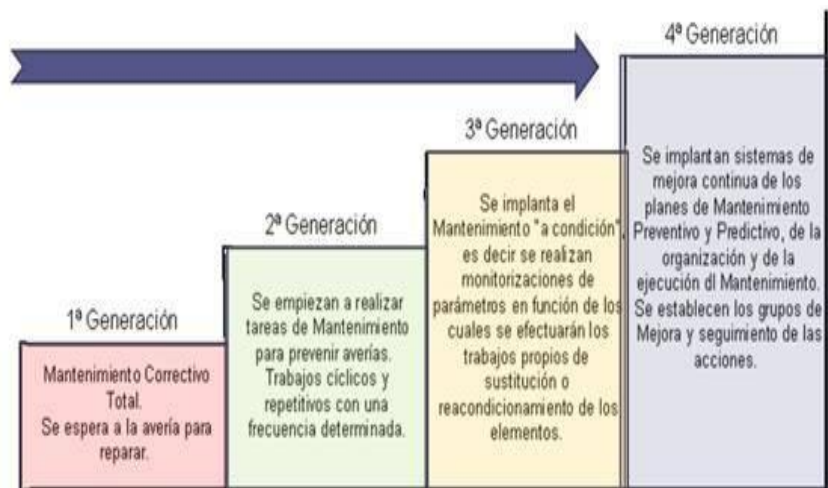 1ª Generación
Mantenimiento Correctivo
Total.
Se espera a la avería para
reparar.
2ª Generación
Se empiezan a realizar
tareas de Mantenimiento
para prevenir averías.
Trabajos cíclicos y
repetitivos con una
frecuencia determinada.
3ª Generación
Se implanta el
Mantenimiento "a condición",
es decir se realizan
monitorizaciones de
parámetros en función de los
cuales se efectuarán los
trabajos propios de
sustitución o
reacondicionamiento de los
elementos.
4ª Generación
Se implantan sistemas de
mejora continua de los
planes de Mantenimiento
Preventivo y Predictivo, de la
organización y de la
ejecución dl Mantenimiento.
Se establecen los grupos de
Mejora y seguimiento de las
acciones.